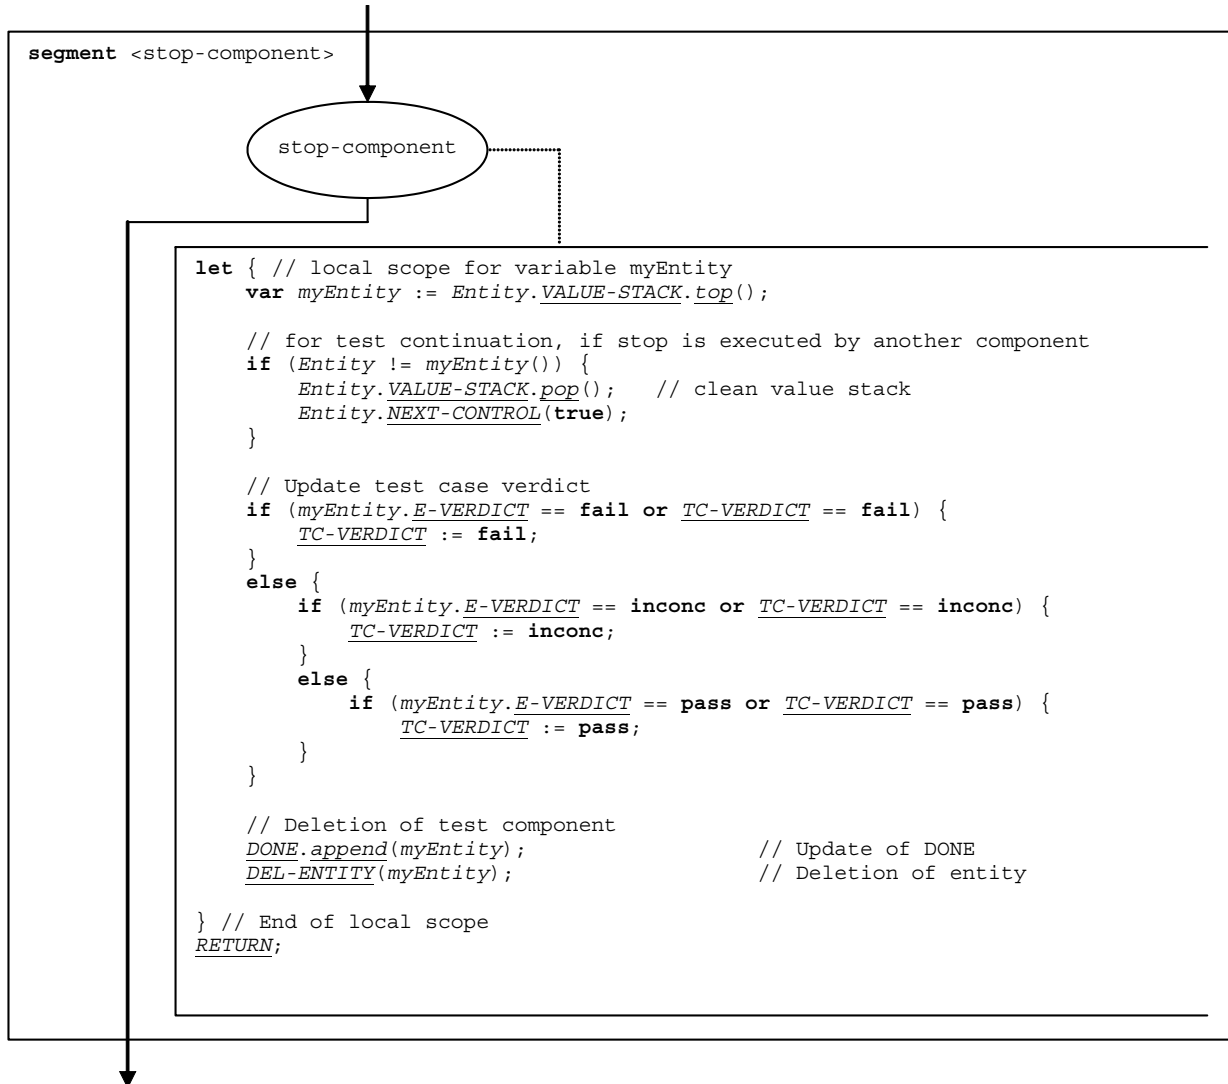 segment <stop-component>
stop-component
let { // local scope for variable myEntity
var myEntity := Entity.VALUE-STACK.top();
// for test continuation, if stop is executed by another component
if (Entity != myEntity()) {
Entity.VALUE-STACK.pop(); // clean value stack
Entity.NEXT-CONTROL(true);
}
// Update test case verdict
if (myEntity.E-VERDICT == fail or TC-VERDICT == fail) {
TC-VERDICT := fail;
}
else {
if (myEntity.E-VERDICT == inconc or TC-VERDICT == inconc) {
TC-VERDICT := inconc;
}
else {
if (myEntity.E-VERDICT == pass or TC-VERDICT == pass) {
TC-VERDICT := pass;
}
}
// Deletion of test component
DONE.append(myEntity); // Update of DONE
DEL-ENTITY(myEntity); // Deletion of entity
} // End of local scope
RETURN;